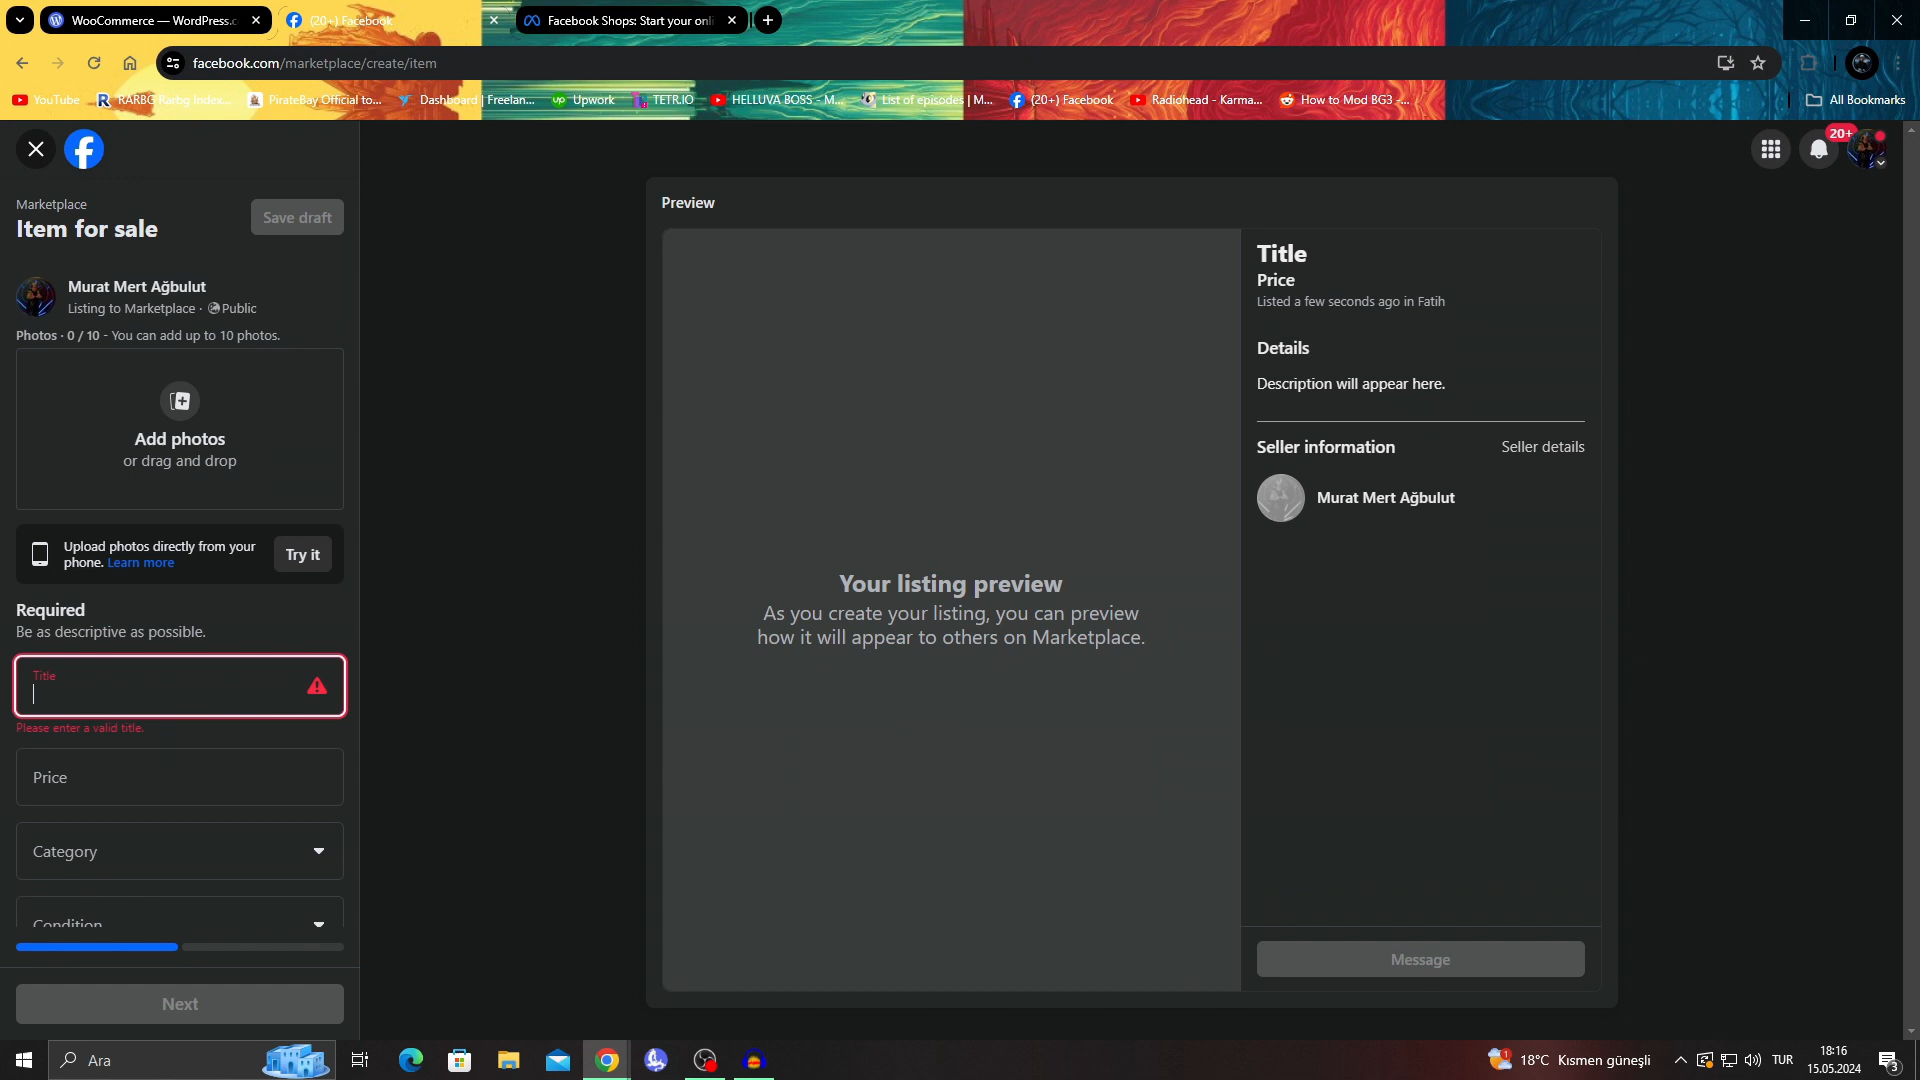 WooCommerce — WordPress.c
(20+) Facebook
Facebook Shops: Start your onli
facebook.com/marketplace/create/item
YouTube
RARBG Rarbg Index...
PirateBay Official to...
Dashboard | Freelan...
Upwork
TETR.IO
HELLUVA BOSS - M...
List of episodes | M...
(20+) Facebook
Radiohead - Karma...
How to Mod BG3 -...
All Bookmarks
20+
Marketplace
Item for sale
Save draft
Murat Mert Ağbulut
Listing to Marketplace · Public
Photos · 0 / 10 - You can add up to 10 photos.
Add photos
or drag and drop
Upload photos directly from your
phone. Learn more
Try it
Required
Be as descriptive as possible.
Title
Please enter a valid title.
Price
Category
Condition
Next
Preview
Your listing preview
As you create your listing, you can preview
how it will appear to others on Marketplace.
Title
Price
Listed a few seconds ago in Fatih
Details
Description will appear here.
Seller information
Seller details
Murat Mert Ağbulut
Message
Ara
1
18°C Kısmen güneşli
TUR
18:16
15.05.2024
3